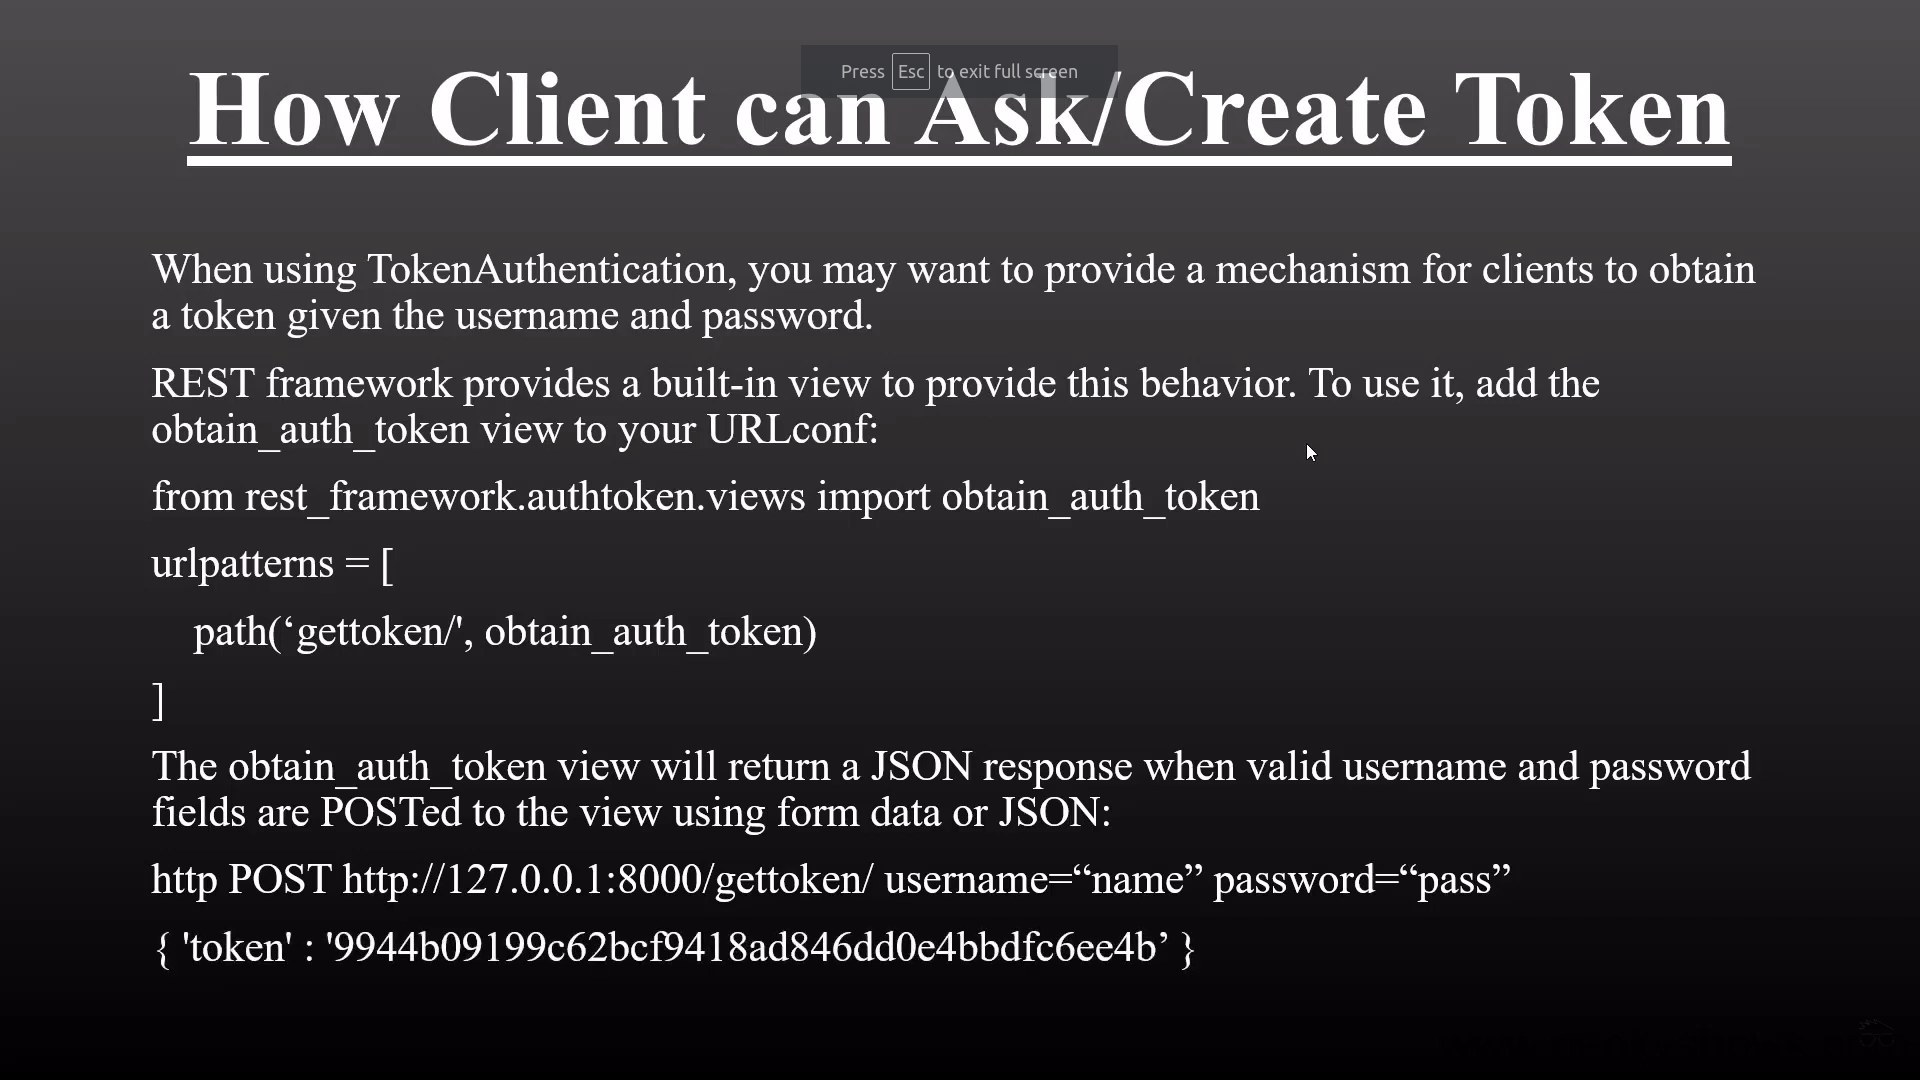 Press Esc to exit full screen
How Client can Ask/Create Token
When using TokenAuthentication, you may want to provide a mechanism for clients to obtain
a token given the username and password.
REST framework provides a built-in view to provide this behavior. To use it, add the
obtain_auth_token view to your URLconf:
from rest_framework.authtoken.views import obtain_auth_token
urlpatterns = [
path(‘gettoken/', obtain_auth_token)
]
The obtain_auth_token view will return a JSON response when valid username and password
fields are POSTed to the view using form data or JSON:
http POST http://127.0.0.1:8000/gettoken/ username=“name” password=“pass”
{ 'token' : '9944b09199c62bcf9418ad846dd0e4bbdfc6ee4b’ }